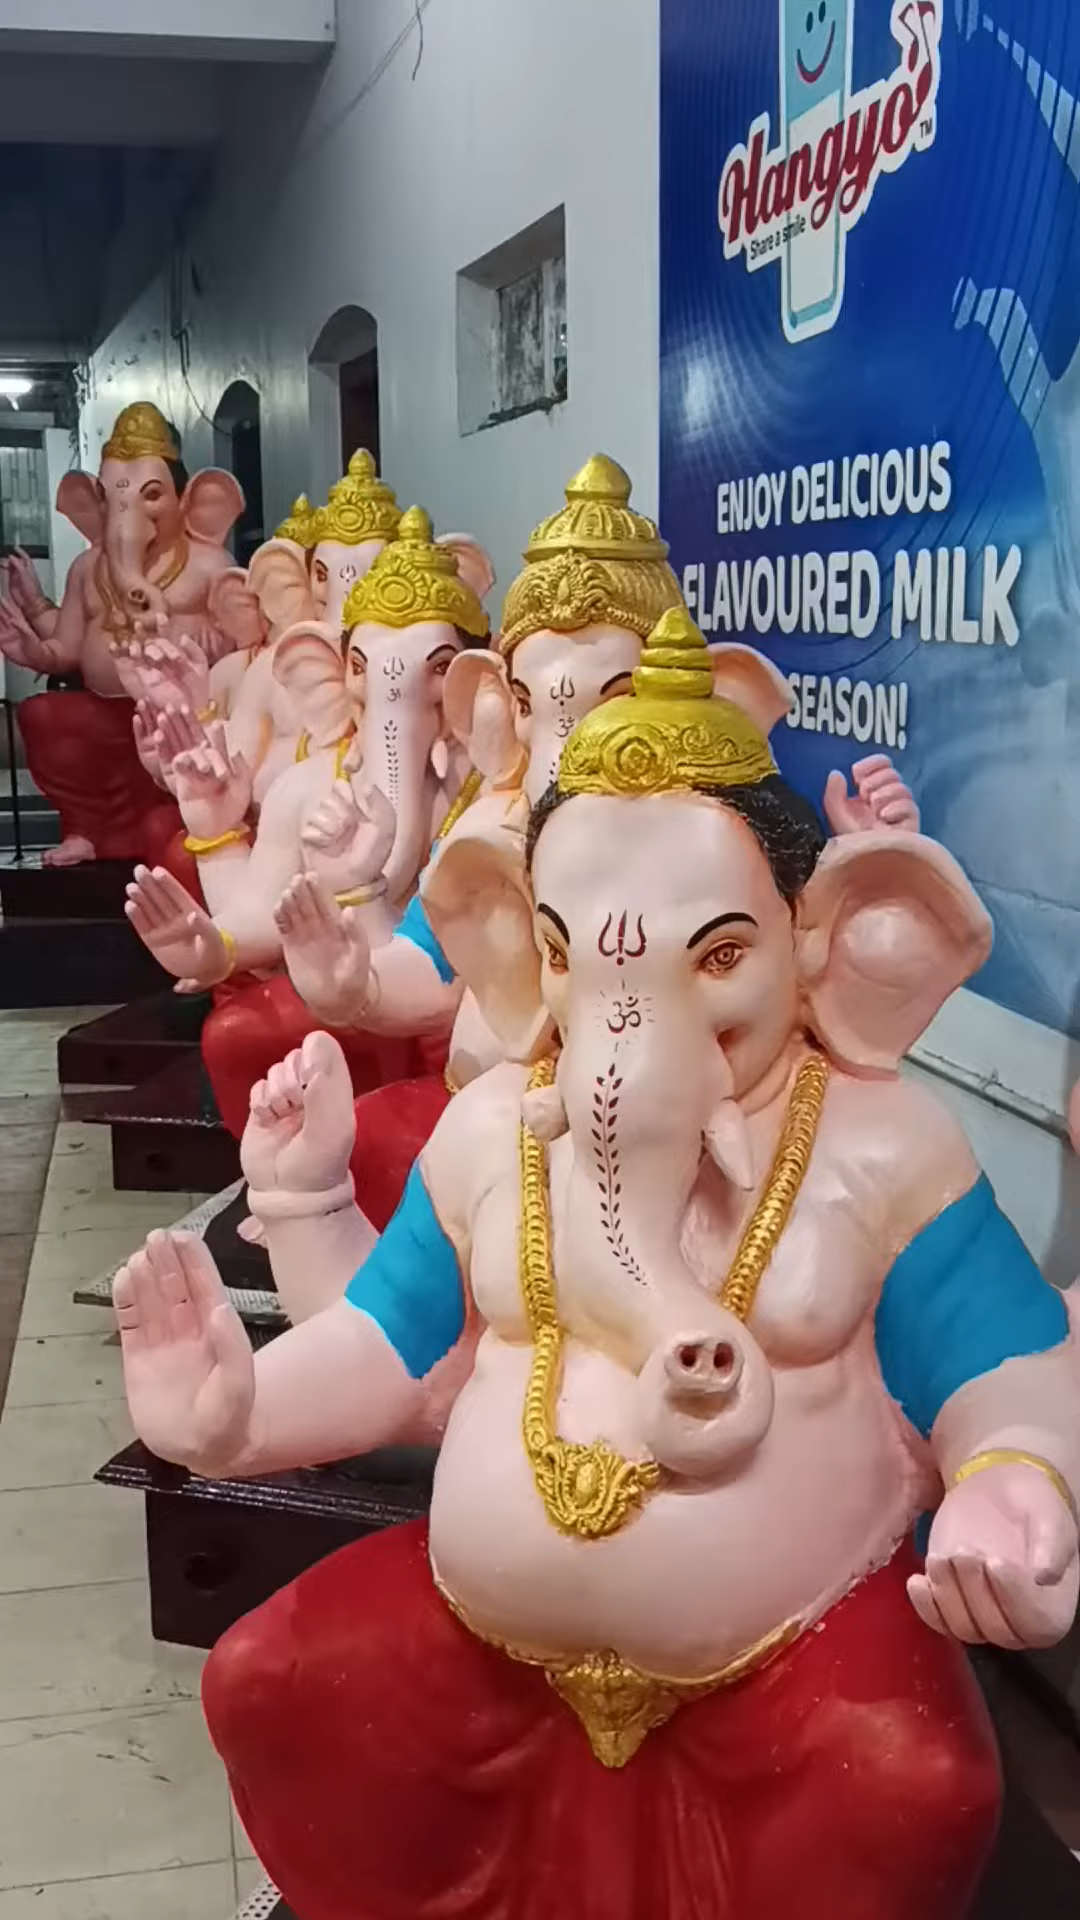 Hangyo
TM
Share a smile
ENJOY DELICIOUS
FLAVOURED MILK
SEASON!
ॐ
ॐ
ॐ